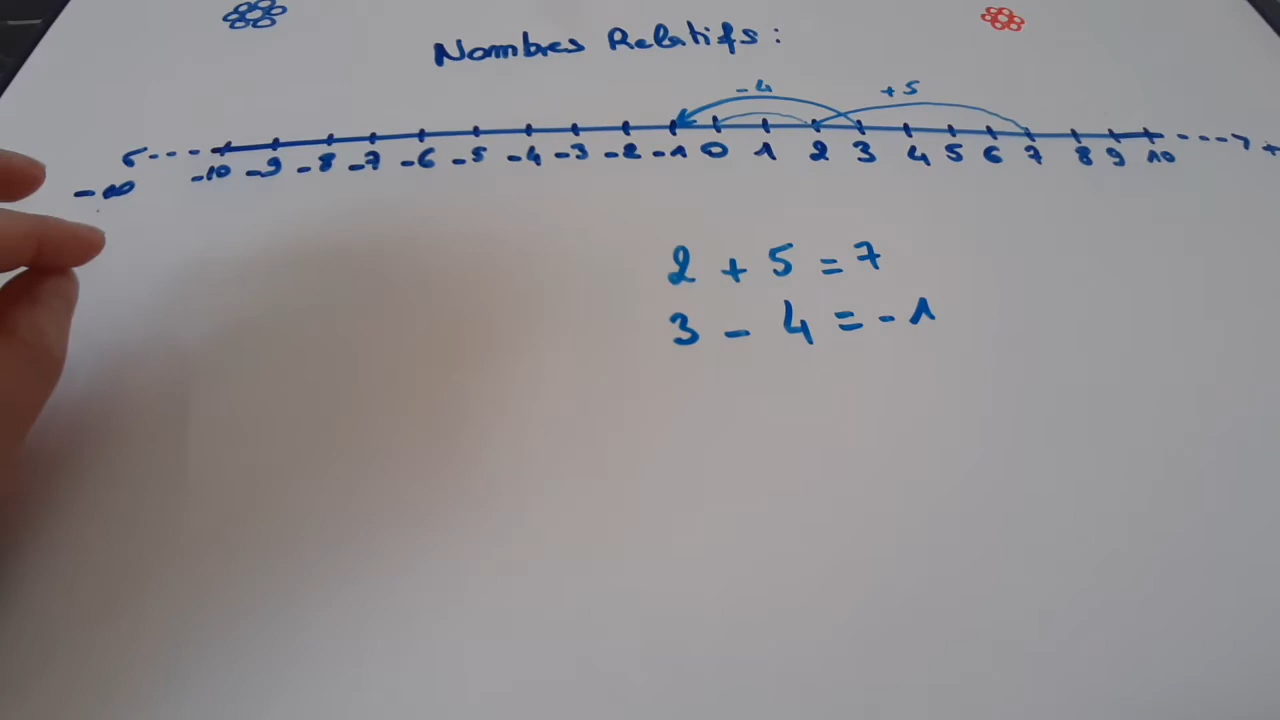 Nombres Relatifs :
-4 +5
-10 -9 -8 -7 -6 -5 -4 -3 -2 -1 0 1 2 3 4 5 6 7 8 9 10 +
-∞
2 + 5 = 7
3 - 4 = -1